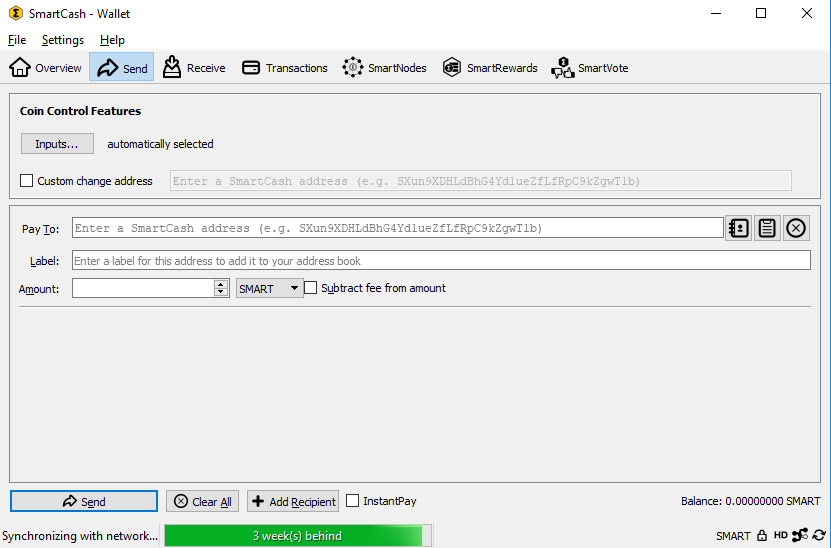 SmartCash - Wallet
File Settings Help
Overview Send Receive Transactions SmartNodes SmartRewards SmartVote
Coin Control Features
Inputs... automatically selected
Custom change address Enter a SmartCash address (e.g. SXun9XDHLdBhG4Yd1ueZfLfRpC9kZgwT1b)
Pay To: Enter a SmartCash address (e.g. SXun9XDHLdBhG4Yd1ueZfLfRpC9kZgwT1b)
Label: Enter a label for this address to add it to your address book
Amount: SMART Subtract fee from amount
Send Clear All Add Recipient InstantPay Balance: 0.00000000 SMART
Synchronizing with network... 3 week(s) behind SMART HD